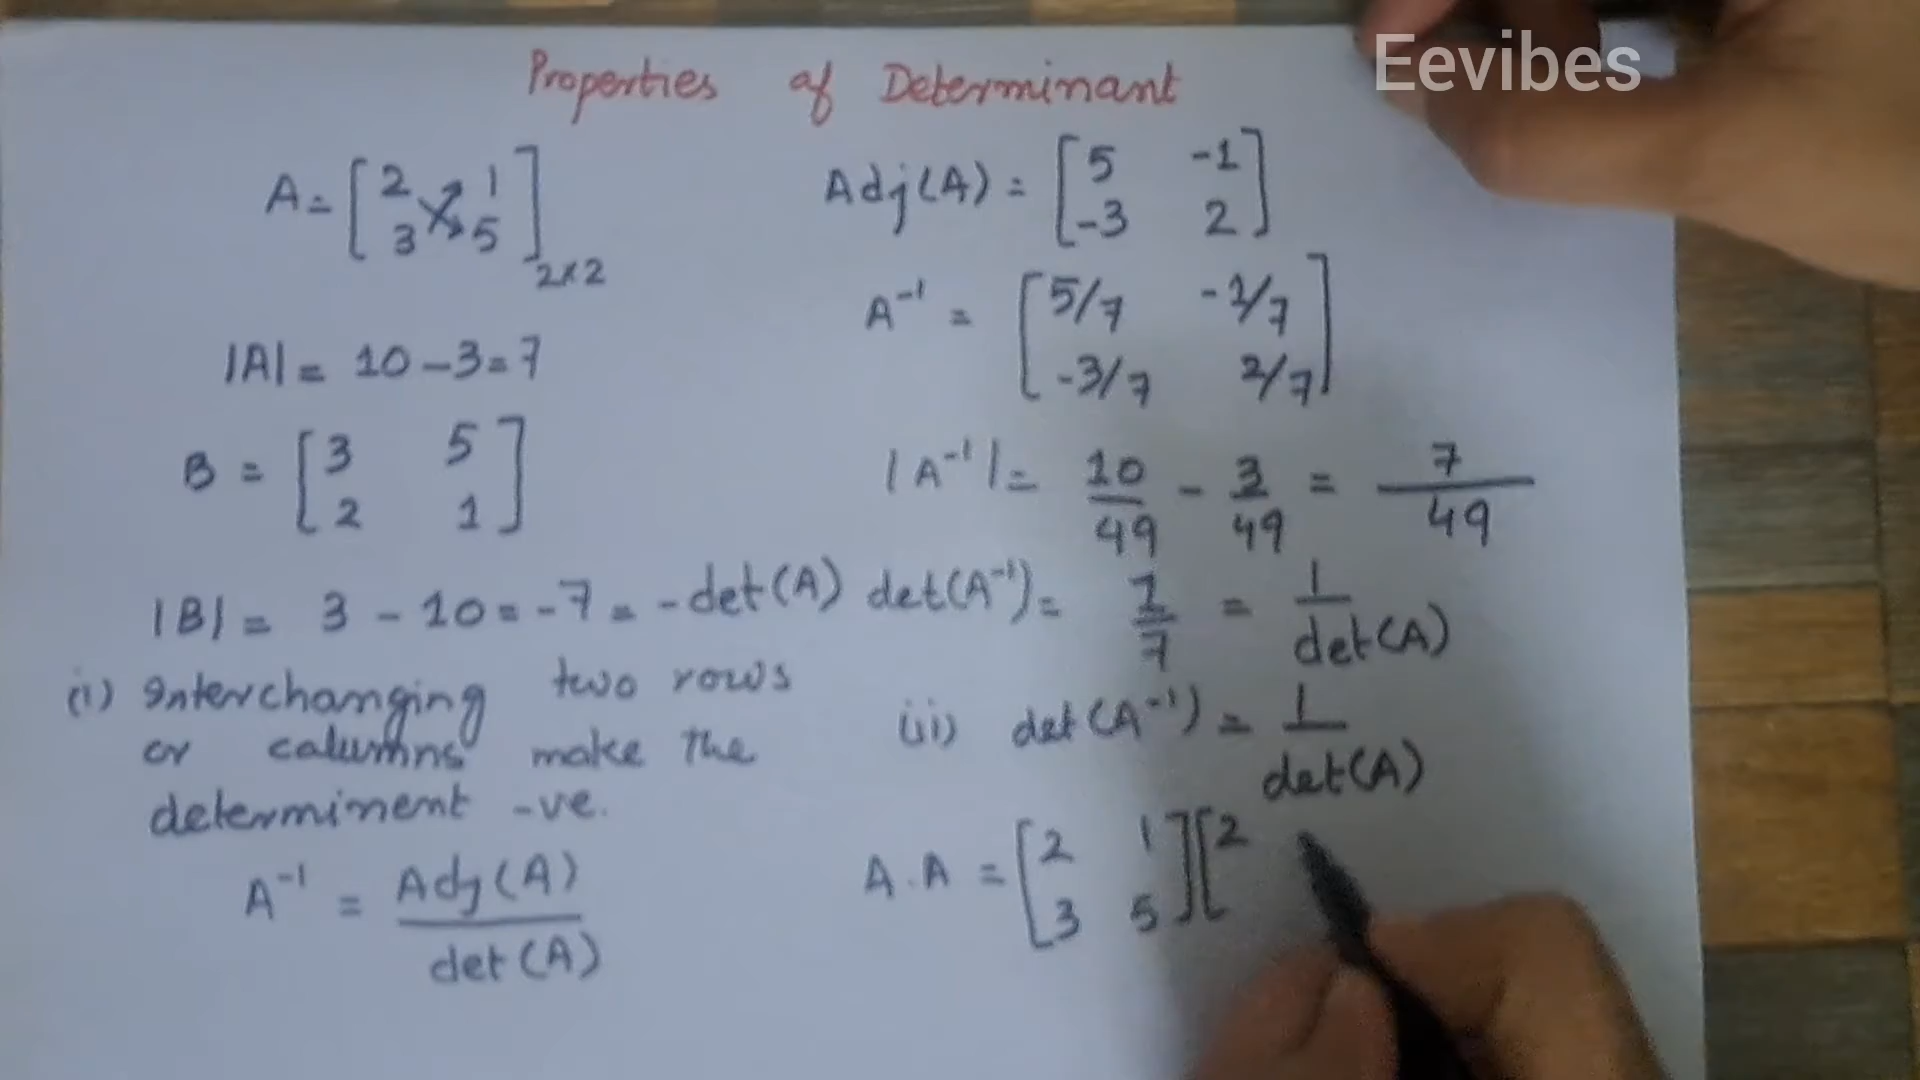 Eevibes
Properties of Determinant
A = [2 1
3 5] 2x2
|A| = 10 - 3 = 7
B = [3 5
2 1]
|B| = 3 - 10 = -7 = -det(A)
(i) Interchanging two rows
or calumns make the
determinent -ve.
A⁻¹ = Adj(A)
det(A)
Adj(A) = [5 -1
-3 2]
A⁻¹ = [5/7 -1/7
-3/7 2/7]
|A⁻¹| = 10/49 - 3/49 = 7/49
det(A⁻¹) = 1/7 = 1/det(A)
(ii) det(A⁻¹) = 1/det(A)
A.A = [2 1][2
3 5]